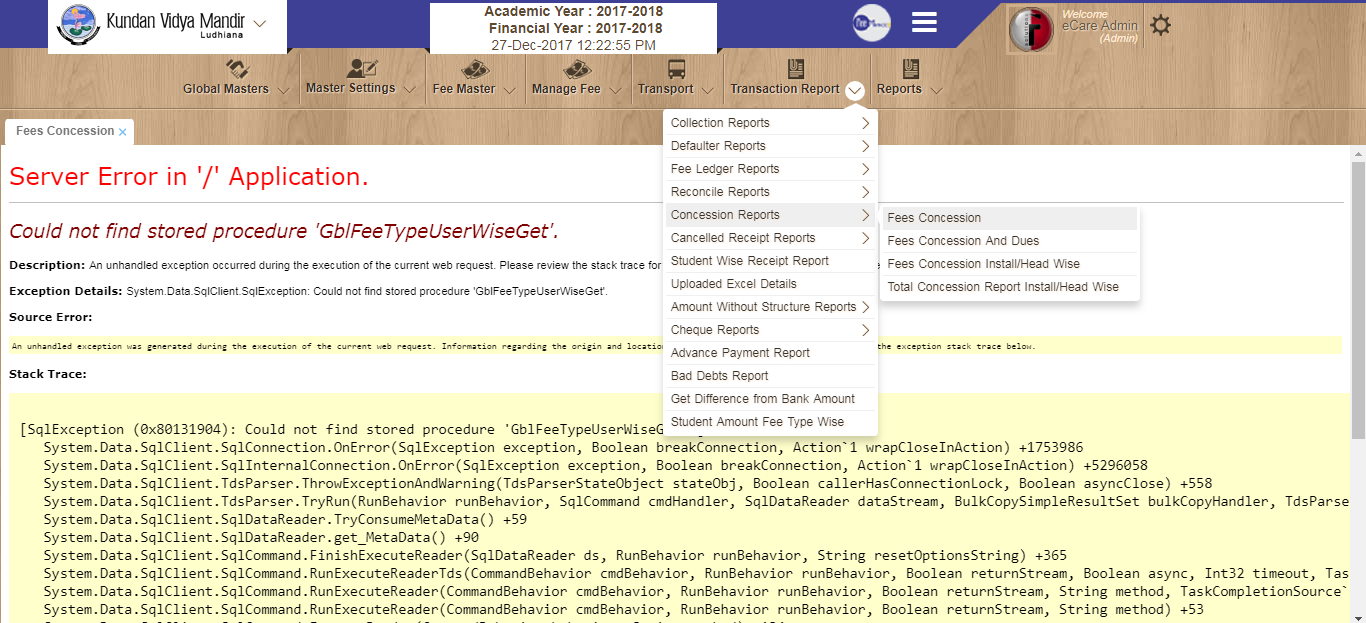 Kundan Vidya Mandir
Ludhiana
Academic Year : 2017-2018
Financial Year : 2017-2018
27-Dec-2017 12:22:55 PM
Welcome
eCare Admin
(Admin)
Global Masters
Master Settings
Fee Master
Manage Fee
Transport
Transaction Report
Reports
Fees Concession ×
Collection Reports
Defaulter Reports
Fee Ledger Reports
Reconcile Reports
Concession Reports
Cancelled Receipt Reports
Student Wise Receipt Report
Uploaded Excel Details
Amount Without Structure Reports
Cheque Reports
Advance Payment Report
Bad Debts Report
Get Difference from Bank Amount
Student Amount Fee Type Wise
Fees Concession
Fees Concession And Dues
Fees Concession Install/Head Wise
Total Concession Report Install/Head Wise
Server Error in '/' Application.
Could not find stored procedure 'GblFeeTypeUserWiseGet'.
Description: An unhandled exception occurred during the execution of the current web request. Please review the stack trace for
Exception Details: System.Data.SqlClient.SqlException: Could not find stored procedure 'GblFeeTypeUserWiseGet'.
Source Error:
An unhandled exception was generated during the execution of the current web request. Information regarding the origin and the exception stack trace below.
Stack Trace:
[SqlException (0x80131904): Could not find stored procedure
System.Data.SqlClient.SqlConnection.OnError(SqlException exception, Boolean breakConnection, Action`1 wrapCloseInAction) +1753986
System.Data.SqlClient.SqlInternalConnection.OnError(SqlException exception, Boolean breakConnection, Action`1 wrapCloseInAction) +5296058
System.Data.SqlClient.TdsParser.ThrowExceptionAndWarning(TdsParserStateObject stateObj, Boolean callerHasConnectionLock, Boolean asyncClose) +558
System.Data.SqlClient.TdsParser.TryRun(RunBehavior runBehavior, SqlCommand cmdHandler, SqlDataReader dataStream, BulkCopySimpleResultSet bulkCopyHandler, TdsParse
System.Data.SqlClient.SqlDataReader.TryConsumeMetaData() +59
System.Data.SqlClient.SqlDataReader.get_MetaData() +90
System.Data.SqlClient.SqlCommand.FinishExecuteReader(SqlDataReader ds, RunBehavior runBehavior, String resetOptionsString) +365
System.Data.SqlClient.SqlCommand.RunExecuteReaderTds(CommandBehavior cmdBehavior, RunBehavior runBehavior, Boolean returnStream, Boolean async, Int32 timeout, Tas
System.Data.SqlClient.SqlCommand.RunExecuteReader(CommandBehavior cmdBehavior, RunBehavior runBehavior, Boolean returnStream, String method, TaskCompletionSource`
System.Data.SqlClient.SqlCommand.RunExecuteReader(CommandBehavior cmdBehavior, RunBehavior runBehavior, Boolean returnStream, String method) +53